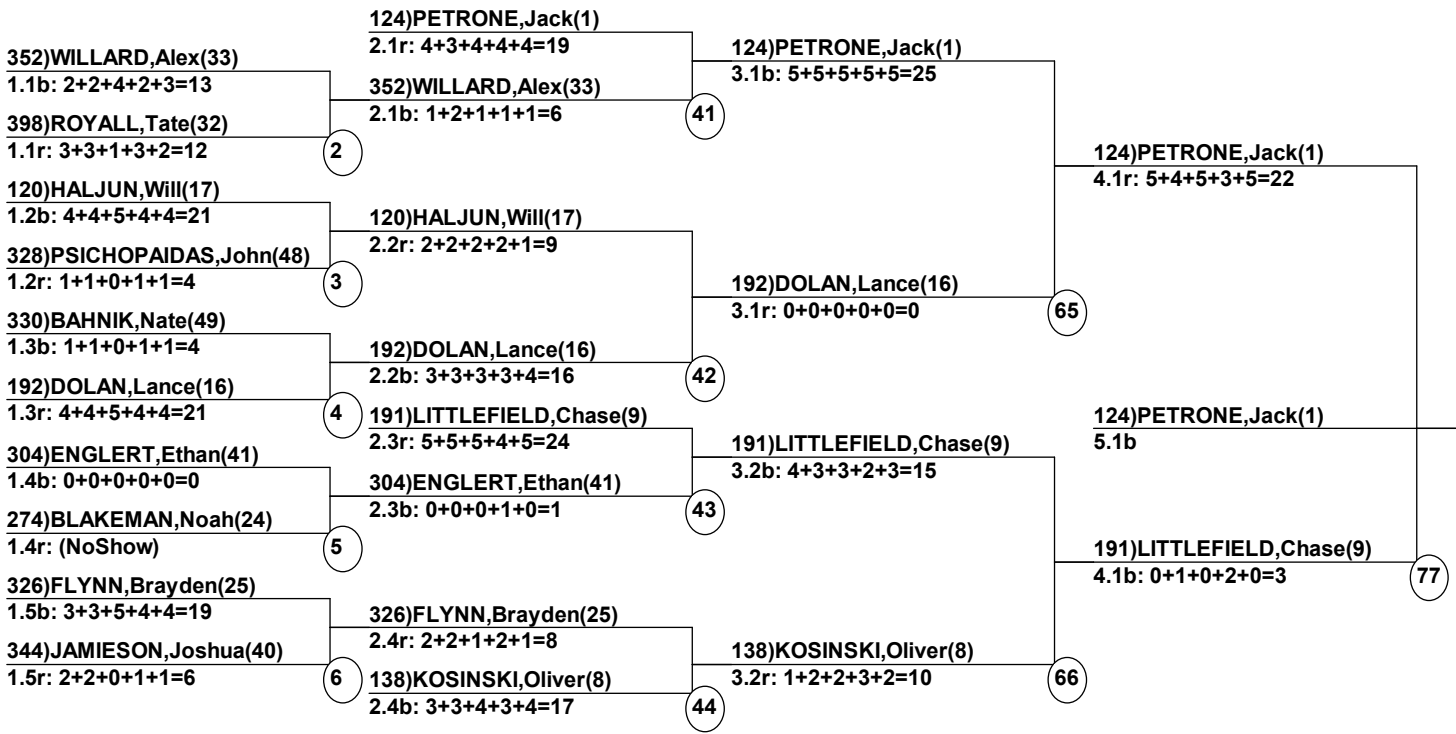 352)WILLARD,Alex(33)
1.1b: 2+2+4+2+3=13
398)ROYALL,Tate(32)
1.1r: 3+3+1+3+2=12
2
120)HALJUN,Will(17)
1.2b: 4+4+5+4+4=21
328)PSICHOPAIDAS,John(48)
1.2r: 1+1+0+1+1=4
3
330)BAHNIK,Nate(49)
1.3b: 1+1+0+1+1=4
192)DOLAN,Lance(16)
1.3r: 4+4+5+4+4=21
4
304)ENGLERT,Ethan(41)
1.4b: 0+0+0+0+0=0
274)BLAKEMAN,Noah(24)
1.4r: (NoShow)
5
326)FLYNN,Brayden(25)
1.5b: 3+3+5+4+4=19
344)JAMIESON,Joshua(40)
1.5r: 2+2+0+1+1=6
6
124)PETRONE,Jack(1)
2.1r: 4+3+4+4+4=19
352)WILLARD,Alex(33)
2.1b: 1+2+1+1+1=6
41
120)HALJUN,Will(17)
2.2r: 2+2+2+2+1=9
192)DOLAN,Lance(16)
2.2b: 3+3+3+3+4=16
42
191)LITTLEFIELD,Chase(9)
2.3r: 5+5+5+4+5=24
304)ENGLERT,Ethan(41)
2.3b: 0+0+0+1+0=1
43
326)FLYNN,Brayden(25)
2.4r: 2+2+1+2+1=8
138)KOSINSKI,Oliver(8)
2.4b: 3+3+4+3+4=17
44
124)PETRONE,Jack(1)
3.1b: 5+5+5+5+5=25
192)DOLAN,Lance(16)
3.1r: 0+0+0+0+0=0
65
191)LITTLEFIELD,Chase(9)
3.2b: 4+3+3+2+3=15
138)KOSINSKI,Oliver(8)
3.2r: 1+2+2+3+2=10
66
124)PETRONE,Jack(1)
4.1r: 5+4+5+3+5=22
191)LITTLEFIELD,Chase(9)
4.1b: 0+1+0+2+0=3
77
124)PETRONE,Jack(1)
5.1b